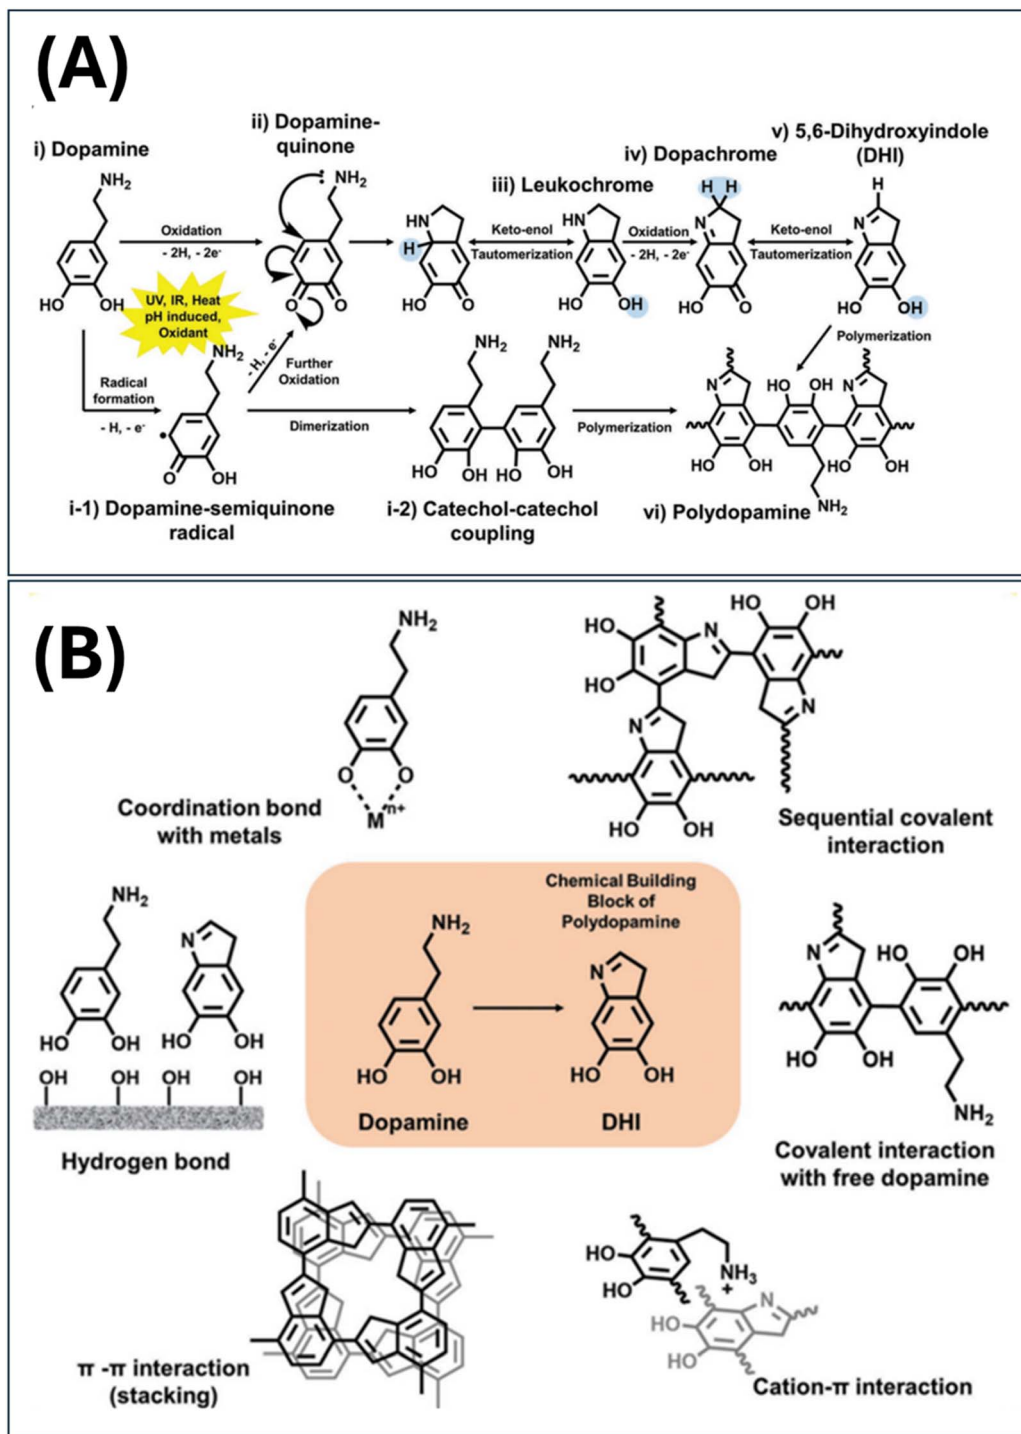 (A)
i) Dopamine
NH2
HO
OH
Oxidation
- 2H, - 2e-
UV, IR, Heat
pH induced,
Oxidant
ii) Dopamine-
quinone
NH2
O
O
HN
H
HO
O
iii) Leukochrome
Keto-enol
Tautomerization
HN
HO
OH
Oxidation
- 2H, - 2e-
iv) Dopachrome
H H
N
HO
O
Keto-enol
Tautomerization
v) 5,6-Dihydroxyindole
(DHI)
H
N
HO
OH
Polymerization
Radical
formation
- H, - e-
NH2
O
OH
i-1) Dopamine-semiquinone
radical
- H, - e-
Further
Oxidation
Dimerization
NH2
NH2
HO
OH
HO
OH
i-2) Catechol-catechol
coupling
Polymerization
N
HO
OH
N
HO
OH
HO
OH
NH2
vi) Polydopamine
(B)
NH2
O
O
Mn+
Coordination bond
with metals
HO
OH
HO
N
HO
N
N
HO
OH
Sequential covalent
interaction
NH2
N
HO
OH
HO
OH
OH
OH
OH
OH
Hydrogen bond
Chemical Building
Block of
Polydopamine
NH2
N
HO
OH
HO
OH
Dopamine
DHI
N
HO
OH
HO
OH
NH2
Covalent interaction
with free dopamine
π -π interaction
(stacking)
HO
HO
NH3
+
N
HO
HO
Cation-π interaction